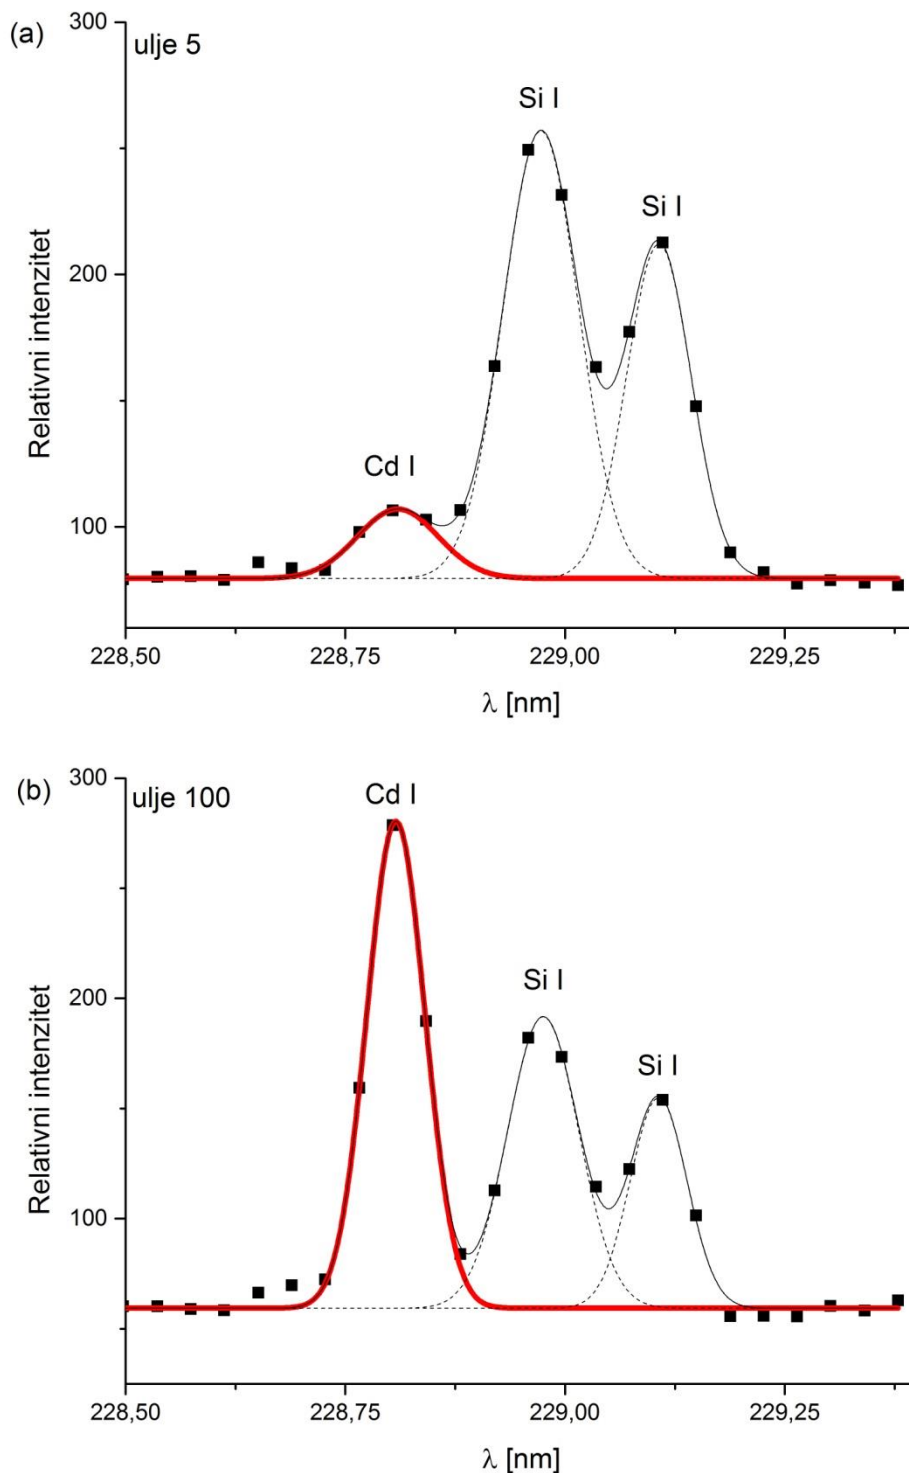 (a)
300
ulje 5
Si I
Si I
200
Relativni intenzitet
Cd I
100
228,50
228,75
229,00
229,25
λ [nm]
(b)
300
ulje 100
Cd I
Si I
200
Si I
Relativni intenzitet
100
228,50
228,75
229,00
229,25
λ [nm]